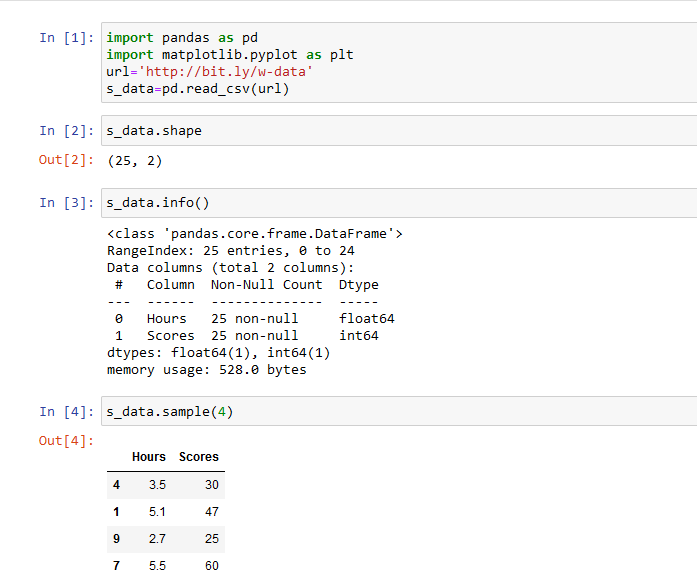 In [1]: import pandas as pd
import matplotlib.pyplot as plt
url='http://bit.ly/w-data'
s_data=pd.read_csv(url)
In [2]: s_data.shape
Out[2]: (25, 2)
In [3]: s_data.info()
<class 'pandas.core.frame.DataFrame'>
RangeIndex: 25 entries, 0 to 24
Data columns (total 2 columns):
 #   Column  Non-Null Count  Dtype
---  ------  --------------  -----
 0   Hours   25 non-null     float64
 1   Scores  25 non-null     int64
dtypes: float64(1), int64(1)
memory usage: 528.0 bytes
In [4]: s_data.sample(4)
Out[4]:
Hours Scores
4 3.5 30
1 5.1 47
9 2.7 25
7 5.5 60